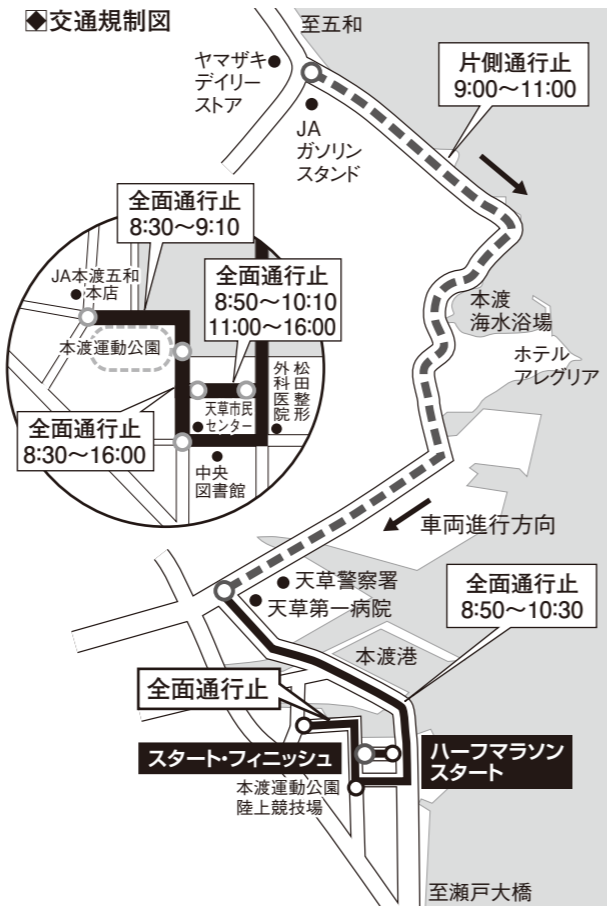 ◆交通規制図
至五和
ヤマザキ
デイリー
ストア
JA
ガソリン
スタンド
片側通行止
9:00〜11:00
全面通行止
8:30〜9:10
JA本渡五和
本店
全面通行止
8:50〜10:10
11:00〜16:00
本渡運動公園
天草市民
センター
松田整形
外科医院
全面通行止
8:30〜16:00
中央
図書館
本渡
海水浴場
ホテル
アレグリア
車両進行方向
天草警察署
天草第一病院
全面通行止
8:50〜10:30
本渡港
全面通行止
スタート・フィニッシュ
ハーフマラソン
スタート
本渡運動公園
陸上競技場
至瀬戸大橋